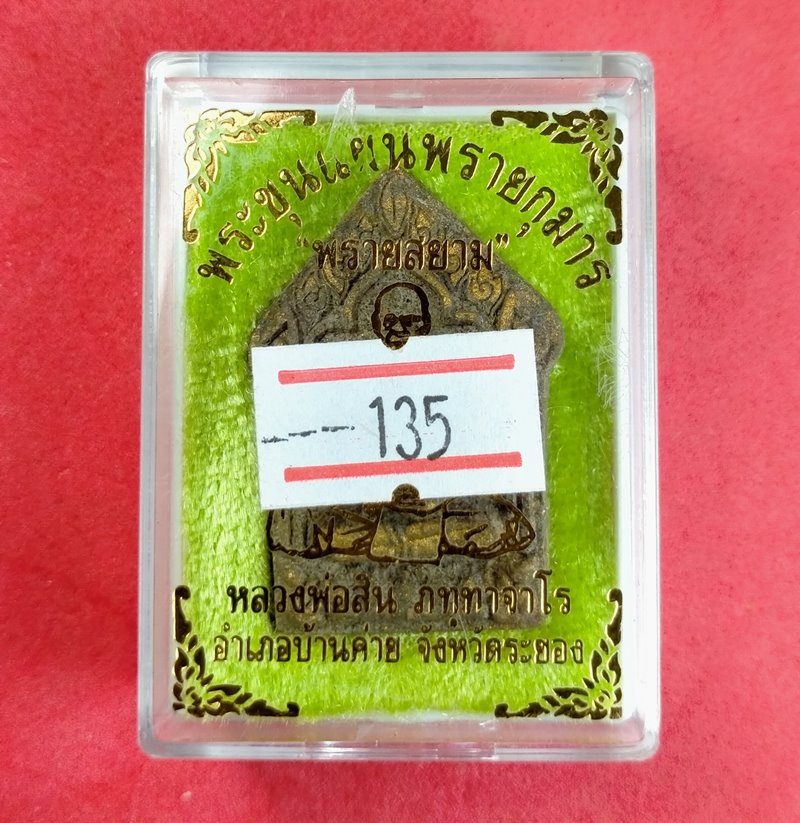 พระขุนแผนพรายกุมาร
"พรายสยาม"
135
หลวงพ่อสิน ภททาจาโร
อำเภอบ้านค่าย จังหวัดระยอง